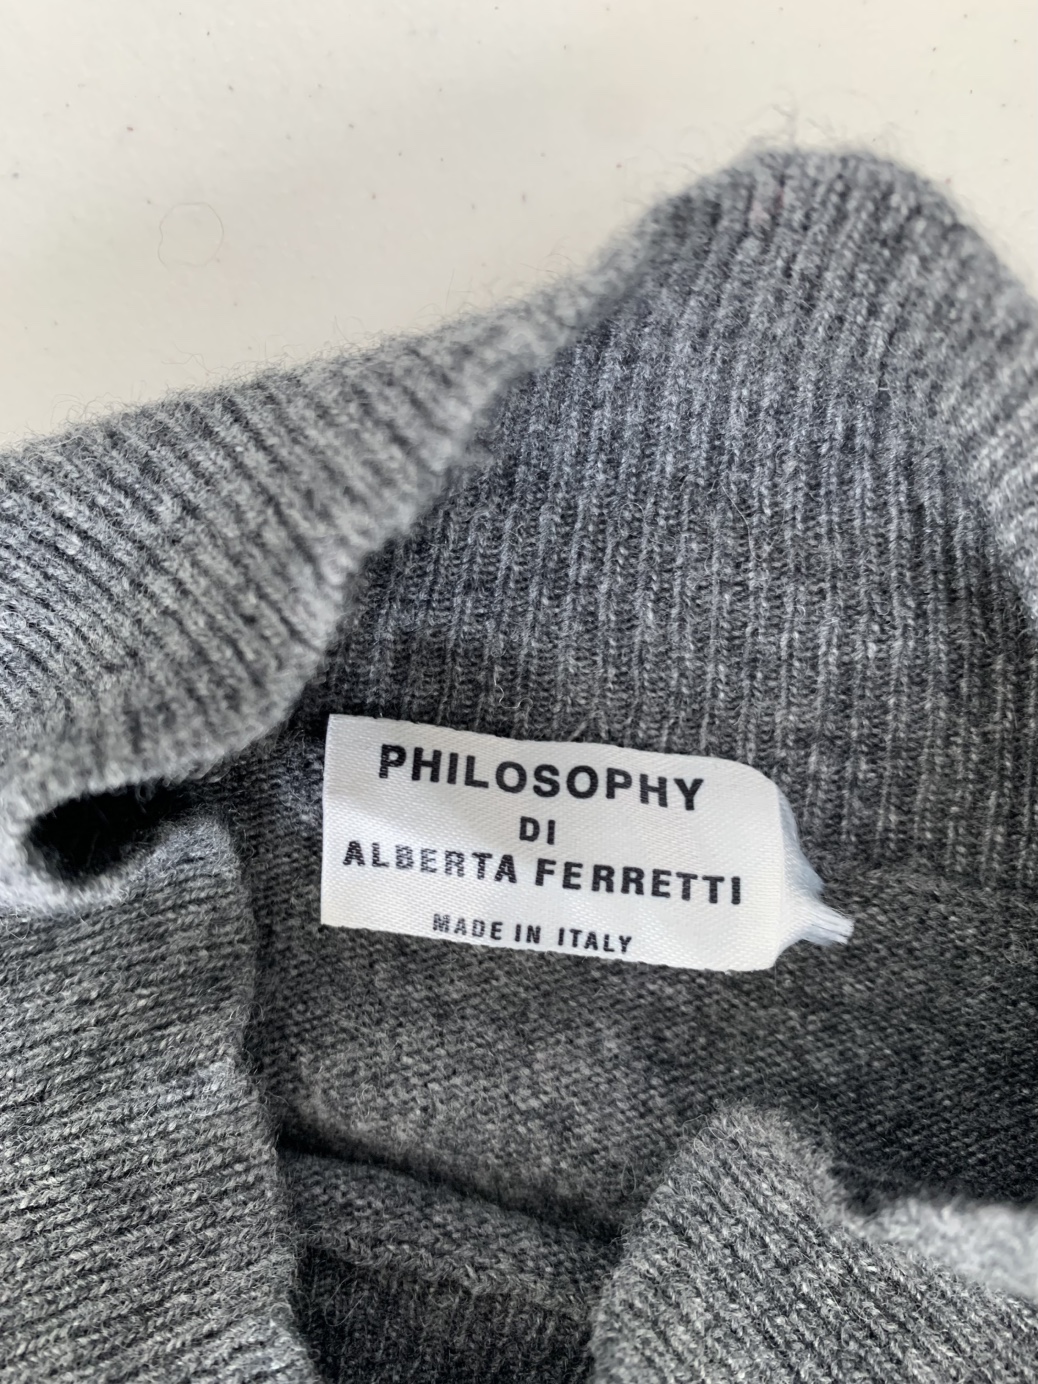 PHILOSOPHY
DI
ALBERTA FERRETTI
MADE IN ITALY